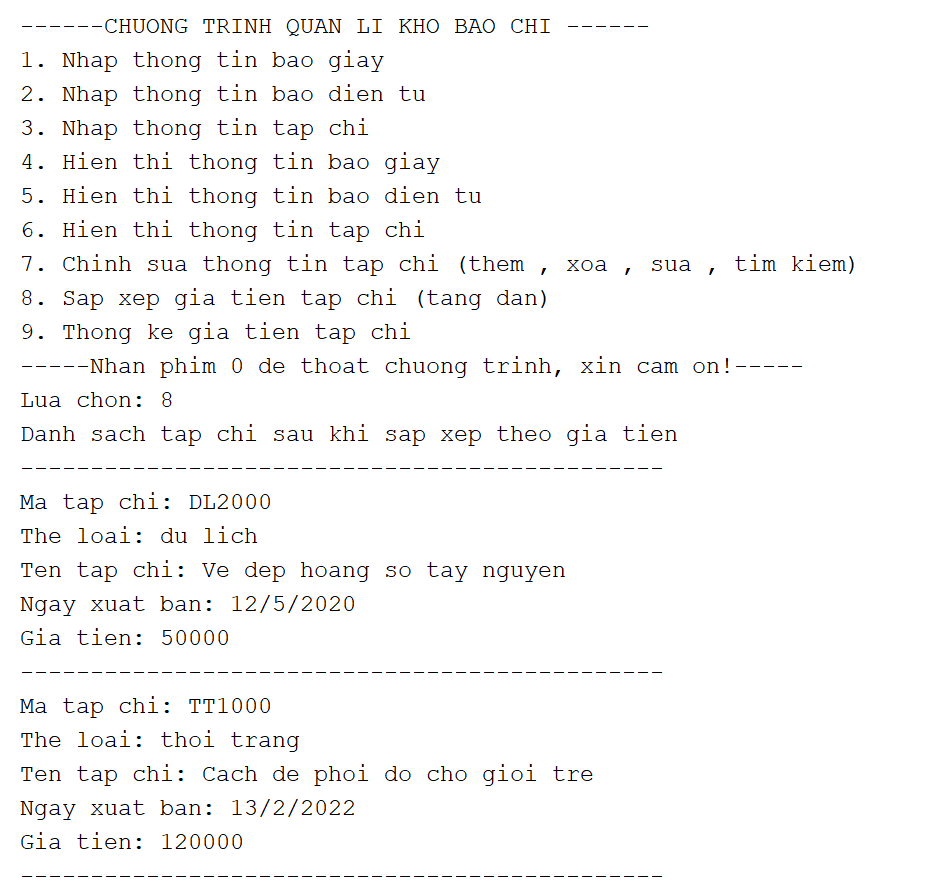 ------CHUONG TRINH QUAN LI KHO BAO CHI ------
1. Nhap thong tin bao giay
2. Nhap thong tin bao dien tu
3. Nhap thong tin tap chi
4. Hien thi thong tin bao giay
5. Hien thi thong tin bao dien tu
6. Hien thi thong tin tap chi
7. Chinh sua thong tin tap chi (them , xoa , sua , tim kiem)
8. Sap xep gia tien tap chi (tang dan)
9. Thong ke gia tien tap chi
-----Nhan phim 0 de thoat chuong trinh, xin cam on!-----
Lua chon: 8
Danh sach tap chi sau khi sap xep theo gia tien
----------------------------------------------
Ma tap chi: DL2000
The loai: du lich
Ten tap chi: Ve dep hoang so tay nguyen
Ngay xuat ban: 12/5/2020
Gia tien: 50000
----------------------------------------------
Ma tap chi: TT1000
The loai: thoi trang
Ten tap chi: Cach de phoi do cho gioi tre
Ngay xuat ban: 13/2/2022
Gia tien: 120000
----------------------------------------------